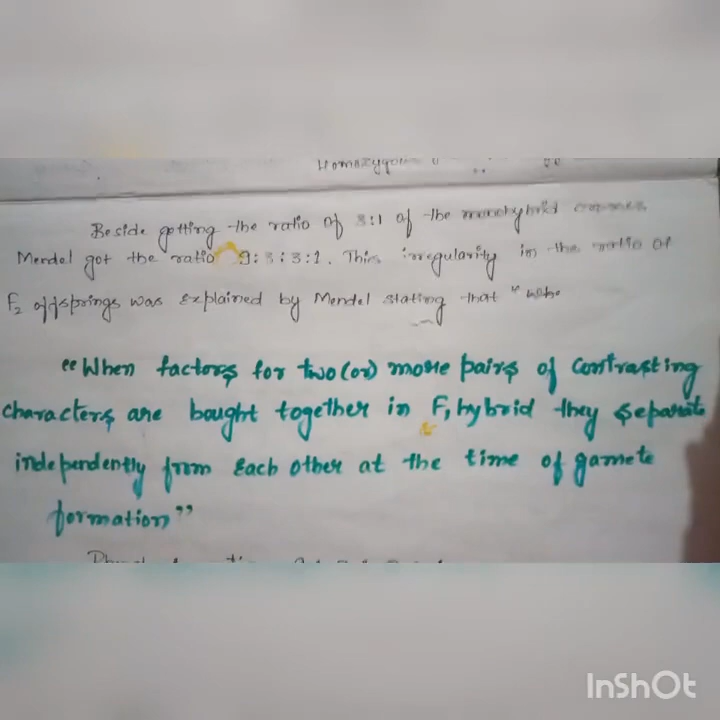 Homozygous
Beside getting the ratio of 3:1 of the monohybrid crosses
Mendel got the ratio 9:3:3:1. This irregularity in the ratio of
F2 offsprings was explained by Mendel stating that "
"When factors for two (or) more pairs of contrasting
characters are bought together in F1 hybrid they separate
independently from each other at the time of gamete
formation"
InShOt